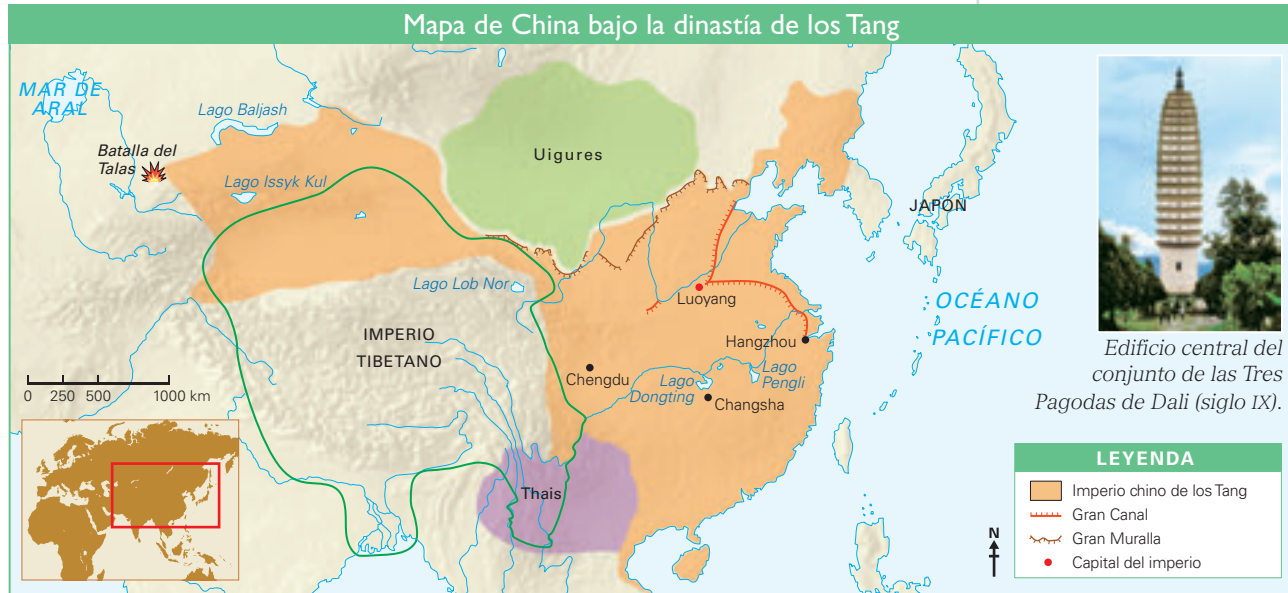 Mapa de China bajo la dinastía de los Tang
MAR DE
ARAL
Lago Baljash
Batalla del
Talas
Lago Issyk Kul
Uigures
JAPÓN
Lago Lob Nor
Luoyang
OCÉANO
PACÍFICO
IMPERIO
TIBETANO
Hangzhou
Chengdu
Lago
Dongting
Lago
Pengli
Changsha
0 250 500 1000 km
Thais
Edificio central del
conjunto de las Tres
Pagodas de Dali (siglo IX).
N
LEYENDA
Imperio chino de los Tang
Gran Canal
Gran Muralla
Capital del imperio